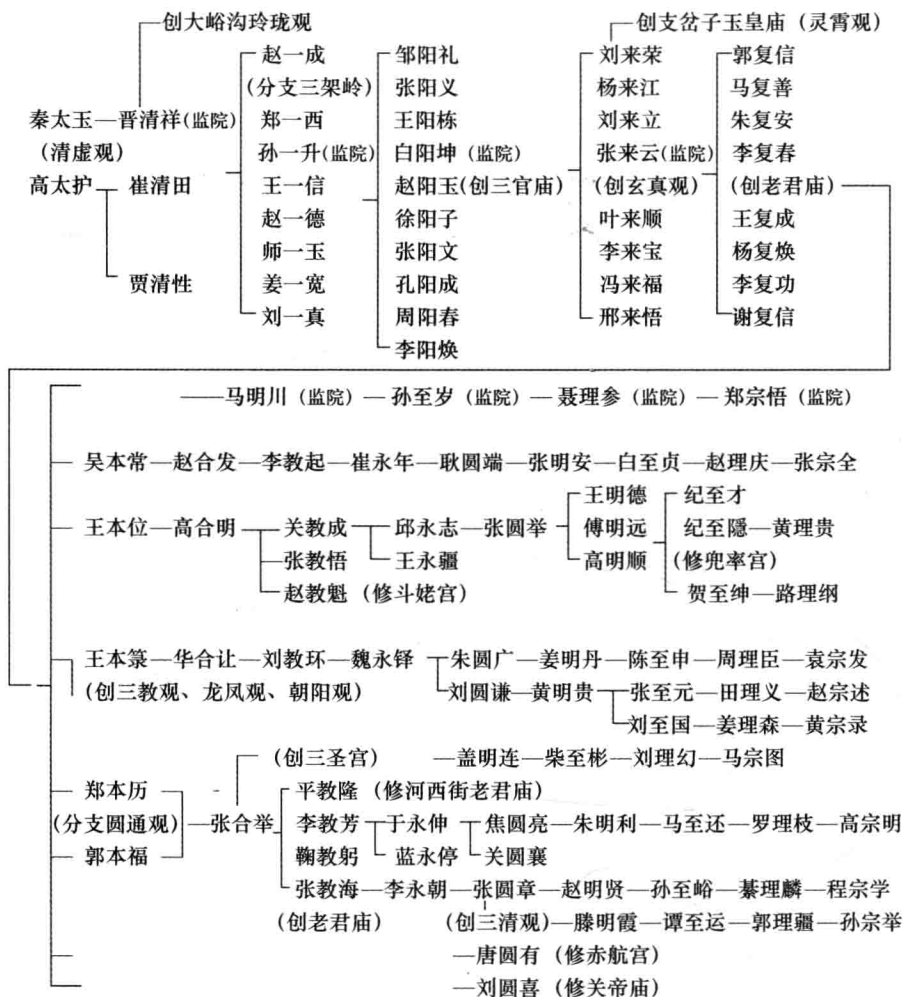 创大峪沟玲珑观 创支岔子玉皇庙（灵霄观）
赵一成 邹阳礼 刘来荣 郭复信
(分支三架岭) 张阳义 杨来江 马复善
郑一西 王阳栋 刘来立 朱复安
秦太玉—晋清祥(监院) 孙一升(监院) 白阳坤（监院） 张来云(监院) 李复春
(清虚观)
高太护 崔清田 王一信 赵阳玉(创三官庙) (创玄真观) (创老君庙)
赵一德 徐阳子 叶来顺 王复成
师一玉 张阳文 李来宝 杨复焕
贾清性 姜一宽 孔阳成 冯来福 李复功
刘一真 周阳春 邢来悟 谢复信
李阳焕
——马明川（监院）—孙至岁（监院）—聂理参（监院）—郑宗悟（监院）
吴本常—赵合发—李教起—崔永年—耿圆端—张明安—白至贞—赵理庆—张宗全
王明德 纪至才
王本位—高合明 关教成 邱永志—张圆举 傅明远 纪至隐—黄理贵
张教悟 王永疆 高明顺 (修兜率宫)
赵教魁（修斗姥宫） 贺至绅—路理纲
王本箓—华合让—刘教环—魏永铎 朱圆广—姜明丹—陈至申—周理臣—袁宗发
(创三教观、龙凤观、朝阳观) 刘圆谦—黄明贵 张至元—田理义—赵宗述
刘至国—姜理森—黄宗录
(创三圣宫) —盖明连—柴至彬—刘理幻—马宗图
郑本历 平教隆（修河西街老君庙）
(分支圆通观)—张合举 李教芳 于永伸 焦圆亮—朱明利—马至还—罗理枝—高宗明
郭本福 鞠教躬 蓝永停 关圆襄
张教海—李永朝—张圆章—赵明贤—孙至峪—綦理麟—程宗学
(创老君庙) (创三清观)—滕明霞—谭至运—郭理疆—孙宗举
—唐圆有（修赤航宫）
—刘圆喜（修关帝庙）